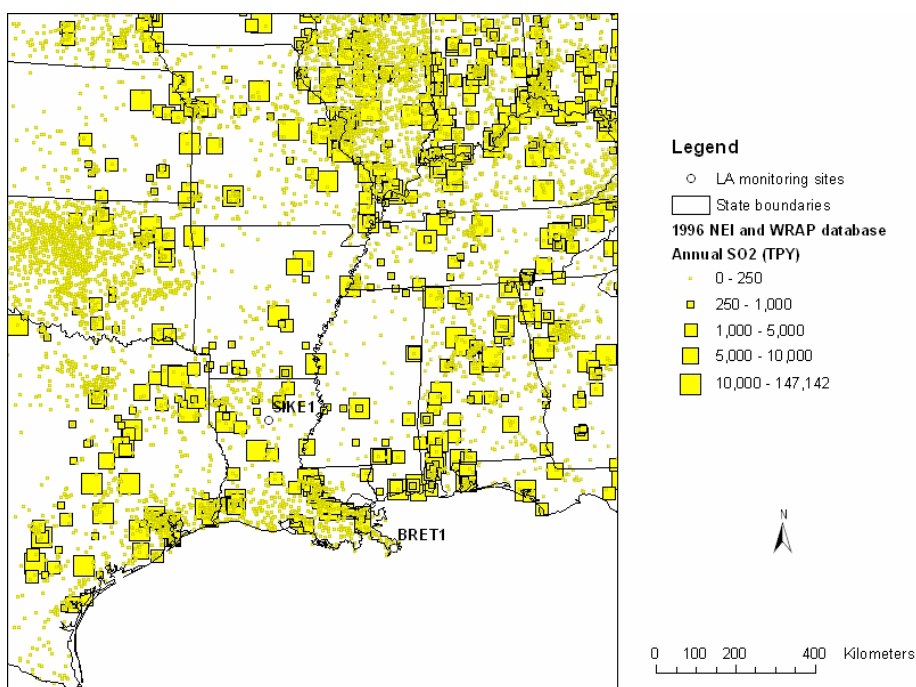 SIKE1
BRET1
Legend
LA monitoring sites
State boundaries
1996 NEI and WRAP database
Annual SO2 (TPY)
0 - 250
250 - 1,000
1,000 - 5,000
5,000 - 10,000
10,000 - 147,142
N
0 100 200 400 Kilometers